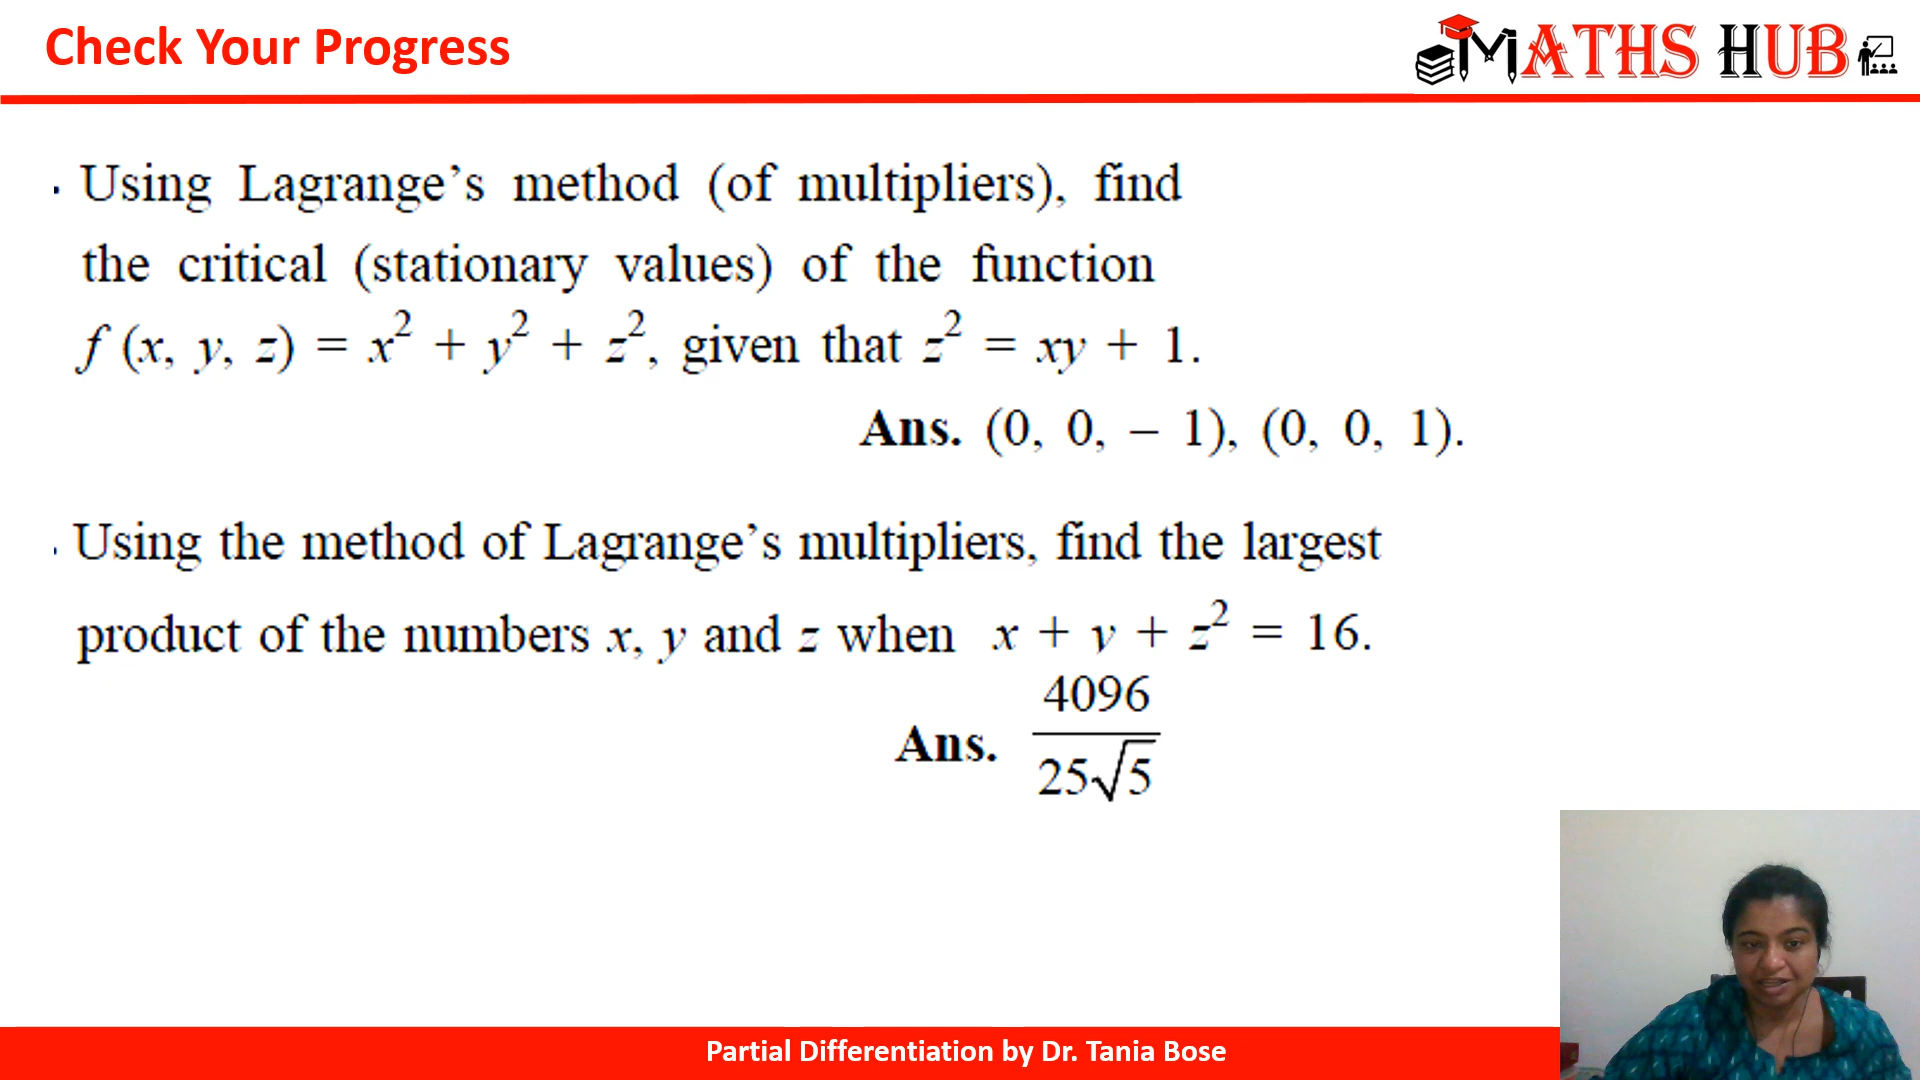 Check Your Progress
MATHS HUB
Using Lagrange’s method (of multipliers), find
the critical (stationary values) of the function
f (x, y, z) = x² + y² + z², given that z² = xy + 1.
Ans. (0, 0, – 1), (0, 0, 1).
Using the method of Lagrange’s multipliers, find the largest
product of the numbers x, y and z when x + y + z² = 16.
Ans. 4096 / 25√5
Partial Differentiation by Dr. Tania Bose